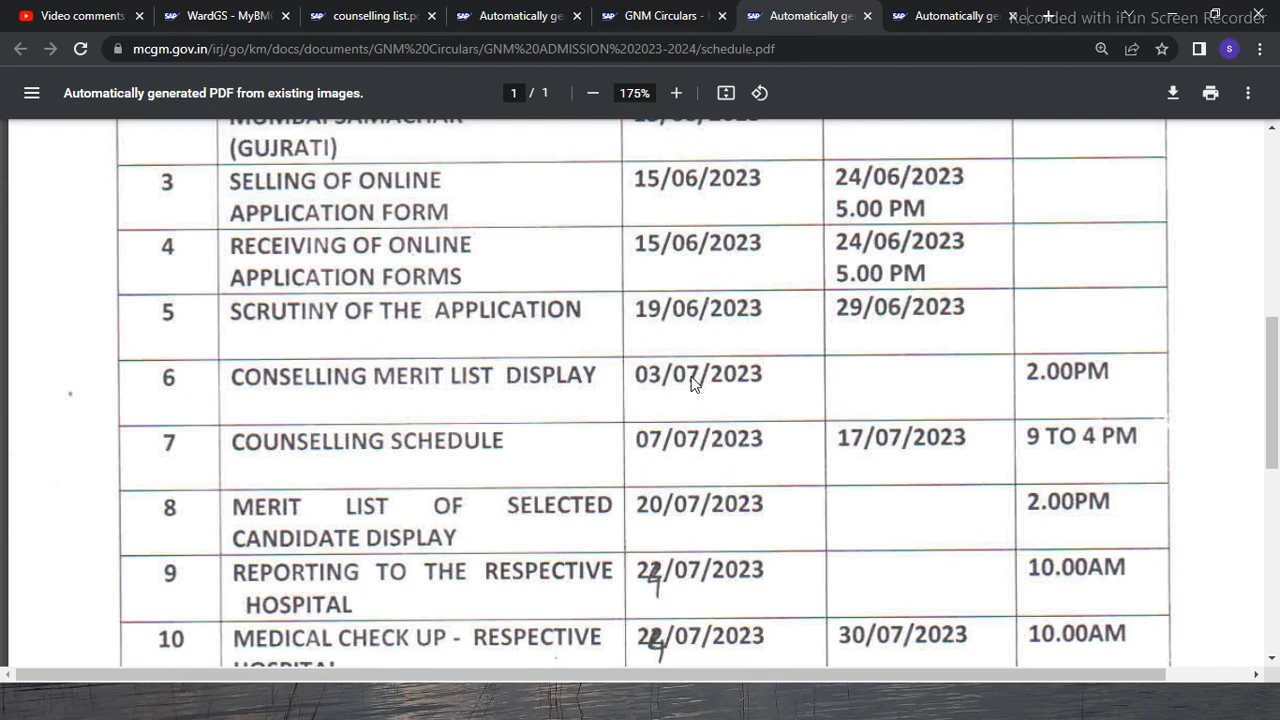 Video comments
WardGS - MyBM
counselling list.p
Automatically ge
GNM Circulars -
Automatically ge
Automatically ge
Recorded with iFun Screen Recorder
mcgm.gov.in/irj/go/km/docs/documents/GNM%20Circulars/GNM%20ADMISSION%202023-2024/schedule.pdf
Automatically generated PDF from existing images.
1 / 1
175%
(GUJRATI)
3 SELLING OF ONLINE 15/06/2023 24/06/2023
APPLICATION FORM 5.00 PM
4 RECEIVING OF ONLINE 15/06/2023 24/06/2023
APPLICATION FORMS 5.00 PM
5 SCRUTINY OF THE APPLICATION 19/06/2023 29/06/2023
6 CONSELLING MERIT LIST DISPLAY 03/07/2023 2.00PM
7 COUNSELLING SCHEDULE 07/07/2023 17/07/2023 9 TO 4 PM
8 MERIT LIST OF SELECTED 20/07/2023 2.00PM
CANDIDATE DISPLAY
9 REPORTING TO THE RESPECTIVE 24/07/2023 10.00AM
HOSPITAL
10 MEDICAL CHECK UP - RESPECTIVE 24/07/2023 30/07/2023 10.00AM